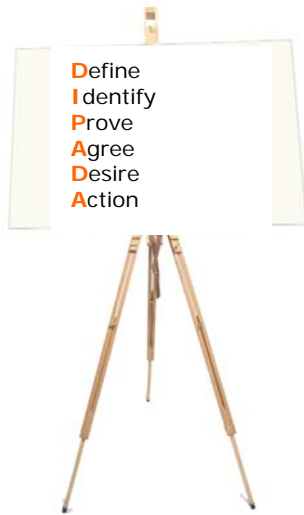 Define
Identify
Prove
Agree
Desire
Action